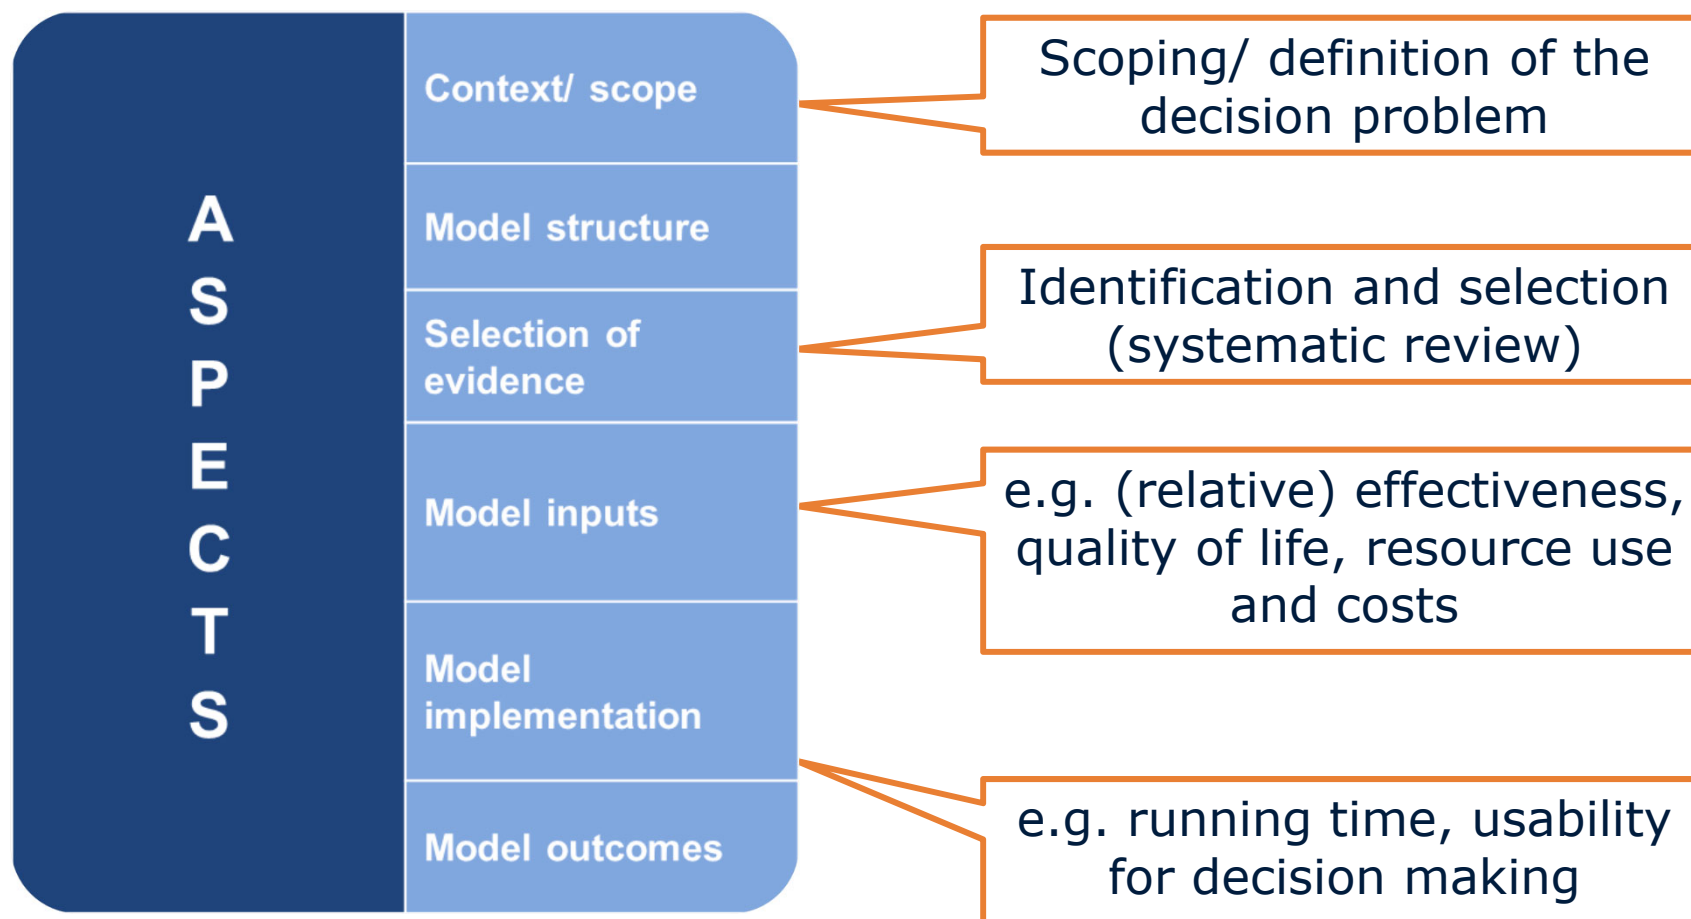 A
S
P
E
C
T
S
Context/ scope
Model structure
Selection of
evidence
Model inputs
Model
implementation
Model outcomes
Scoping/ definition of the
decision problem
Identification and selection
(systematic review)
e.g. (relative) effectiveness,
quality of life, resource use
and costs
e.g. running time, usability
for decision making